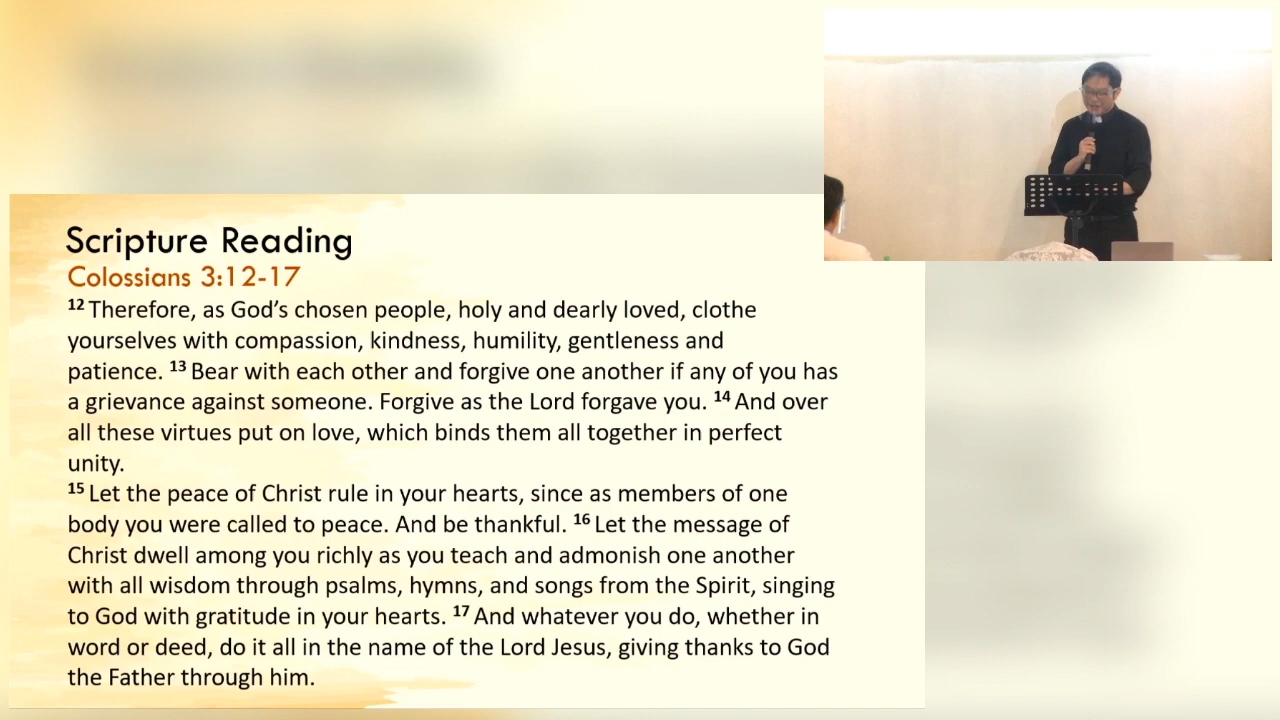 Scripture Reading
Colossians 3:12-17
12 Therefore, as God’s chosen people, holy and dearly loved, clothe
yourselves with compassion, kindness, humility, gentleness and
patience. 13 Bear with each other and forgive one another if any of you has
a grievance against someone. Forgive as the Lord forgave you. 14 And over
all these virtues put on love, which binds them all together in perfect
unity.
15 Let the peace of Christ rule in your hearts, since as members of one
body you were called to peace. And be thankful. 16 Let the message of
Christ dwell among you richly as you teach and admonish one another
with all wisdom through psalms, hymns, and songs from the Spirit, singing
to God with gratitude in your hearts. 17 And whatever you do, whether in
word or deed, do it all in the name of the Lord Jesus, giving thanks to God
the Father through him.